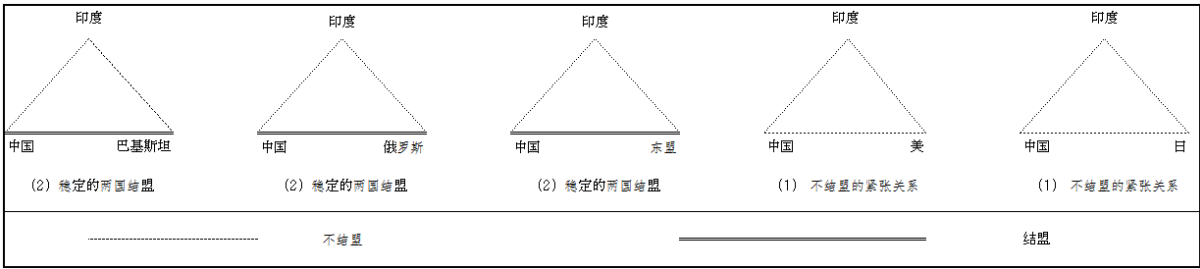 印度 印度 印度 印度 印度
中国 巴基斯坦 中国 俄罗斯 中国 东盟 中国 美 中国 日
(2) 稳定的两国结盟 (2) 稳定的两国结盟 (2) 稳定的两国结盟 (1) 不结盟的紧张关系 (1) 不结盟的紧张关系
不结盟 结盟